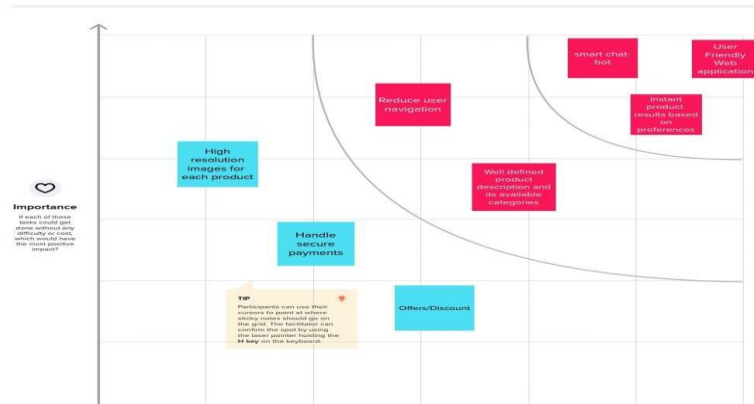 smart chat-
bot
User
Friendly
Web
application
Reduce user
navigation
Instant
product
results based
on
preferences
High
resolution
images for
each product
Well defined
product
description and
its available
categories
Importance
If each of these
tasks could get
done without any
difficulty or cost,
which would have
the most positive
impact?
Handle
secure
payments
TIP
Participants can use their
cursors to point at where
sticky notes should go on
the grid. The facilitator can
confirm the spot by using
the laser pointer holding the
H key on the keyboard.
Offers/Discount